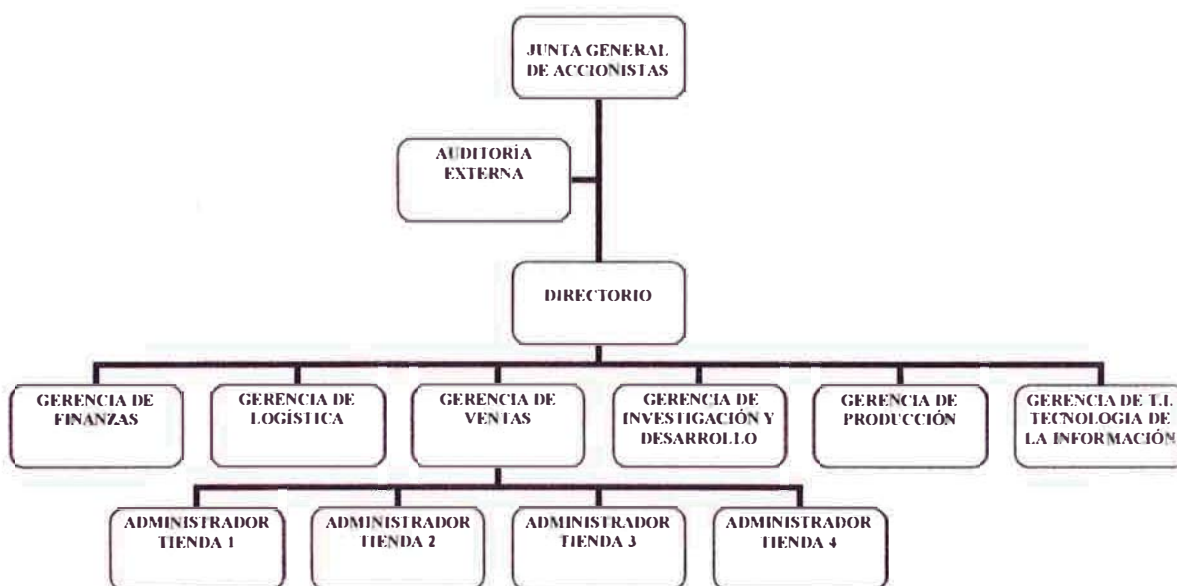 JUNTA GENERAL
DE ACCIONISTAS
AUDITORÍA
EXTERNA
DIRECTORIO
GERENCIA DE
FINANZAS
GERENCIA DE
LOGÍSTICA
GERENCIA DE
VENTAS
GERENCIA DE
INVESTIGACIÓN Y
DESARROLLO
GERENCIA DE
PRODUCCIÓN
GERENCIA DE T.I.
TECNOLOGIA DE
LA INFORMACIÓN
ADMINISTRADOR
TIENDA 1
ADMINISTRADOR
TIENDA 2
ADMINISTRADOR
TIENDA 3
ADMINISTRADOR
TIENDA 4